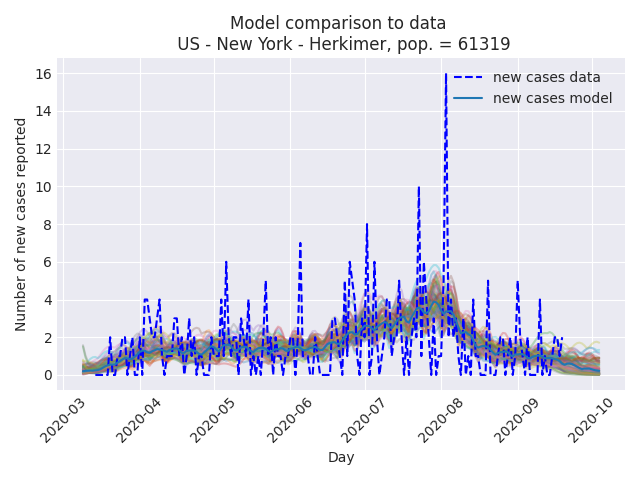 Model comparison to data
US - New York - Herkimer, pop. = 61319
new cases data
new cases model
Number of new cases reported
16
14
12
10
8
6
4
2
0
2020-03
2020-04
2020-05
2020-06
2020-07
2020-08
2020-09
2020-10
Day